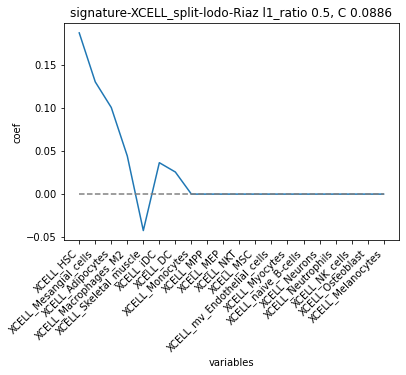 signature-XCELL_split-lodo-Riaz l1_ratio 0.5, C 0.0886
coef
0.15
0.10
0.05
0.00
−0.05
XCELL_HSC
XCELL_Mesangial_cells
XCELL_Adipocytes
XCELL_Macrophages_M2
XCELL_Skeletal_muscle
XCELL_iDC
XCELL_DC
XCELL_Monocytes
XCELL_MPP
XCELL_MEP
XCELL_NKT
XCELL_MSC
XCELL_mv_Endothelial_cells
XCELL_Myocytes
XCELL_naive_B-cells
XCELL_Neurons
XCELL_Neutrophils
XCELL_NK_cells
XCELL_Osteoblast
XCELL_Melanocytes
variables